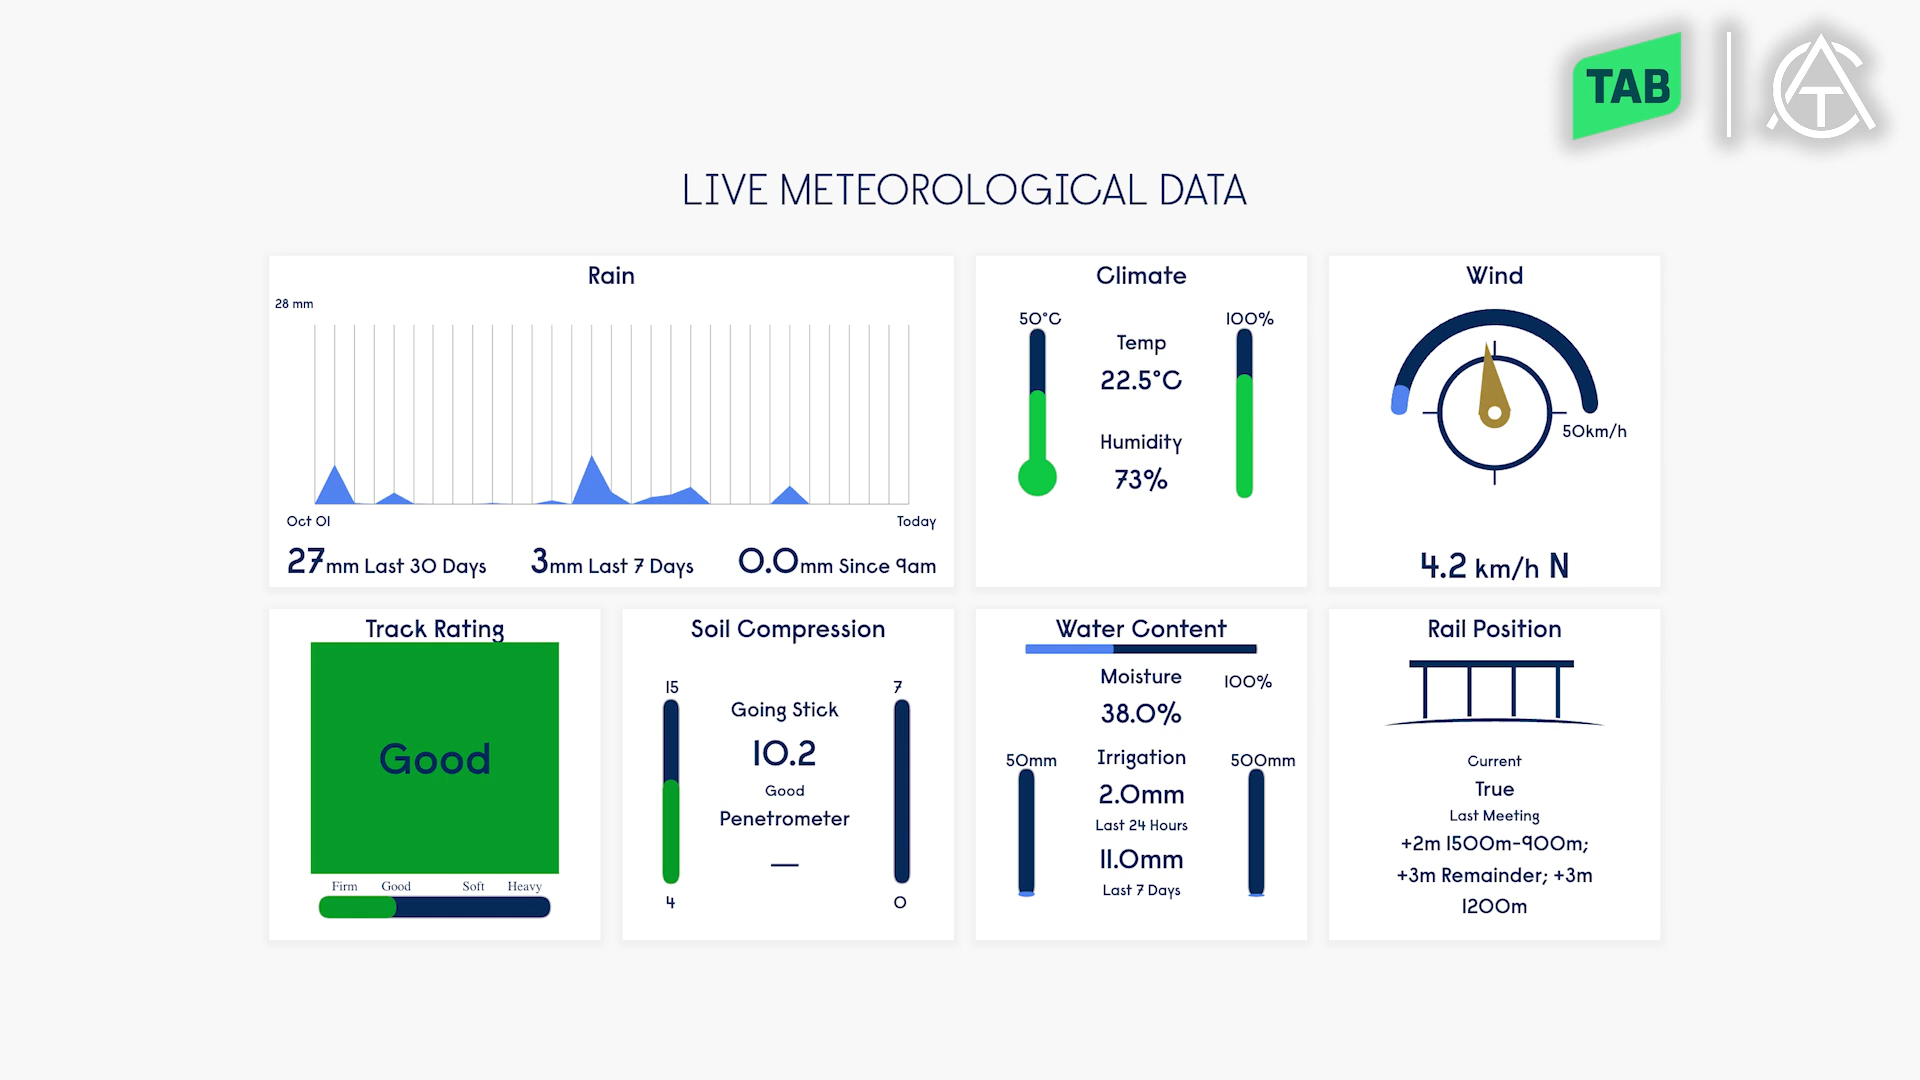 TAB
ATC
LIVE METEOROLOGICAL DATA
Rain
28 mm
Oct 01
Today
27mm Last 30 Days
3mm Last 7 Days
0.0mm Since 9am
Climate
50°C
100%
Temp
22.5°C
Humidity
73%
Wind
50km/h
4.2 km/h N
Track Rating
Good
Firm Good Soft Heavy
Soil Compression
15
7
Going Stick
10.2
Good
Penetrometer
—
4
0
Water Content
Moisture
100%
38.0%
50mm
Irrigation
500mm
2.0mm
Last 24 Hours
11.0mm
Last 7 Days
Rail Position
Current
True
Last Meeting
+2m 1500m-900m;
+3m Remainder; +3m
1200m